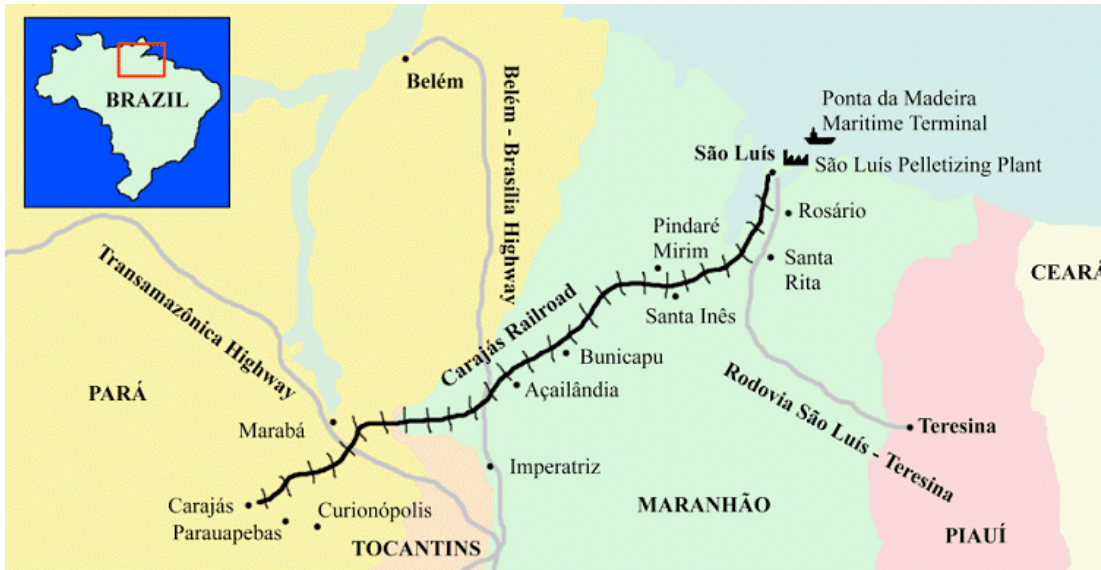 BRAZIL
Belém
Belém - Brasília Highway
Ponta da Madeira
Maritime Terminal
São Luís
São Luís Pelletizing Plant
Rosário
Pindaré
Mirim
Santa
Rita
CEARÁ
Transamazônica Highway
Carajás Railroad
Santa Inês
Bunicapu
Açailândia
Rodovia São Luís - Teresina
PARÁ
Marabá
Teresina
Imperatriz
Carajás
Parauapebas
Curionópolis
MARANHÃO
TOCANTINS
PIAUÍ